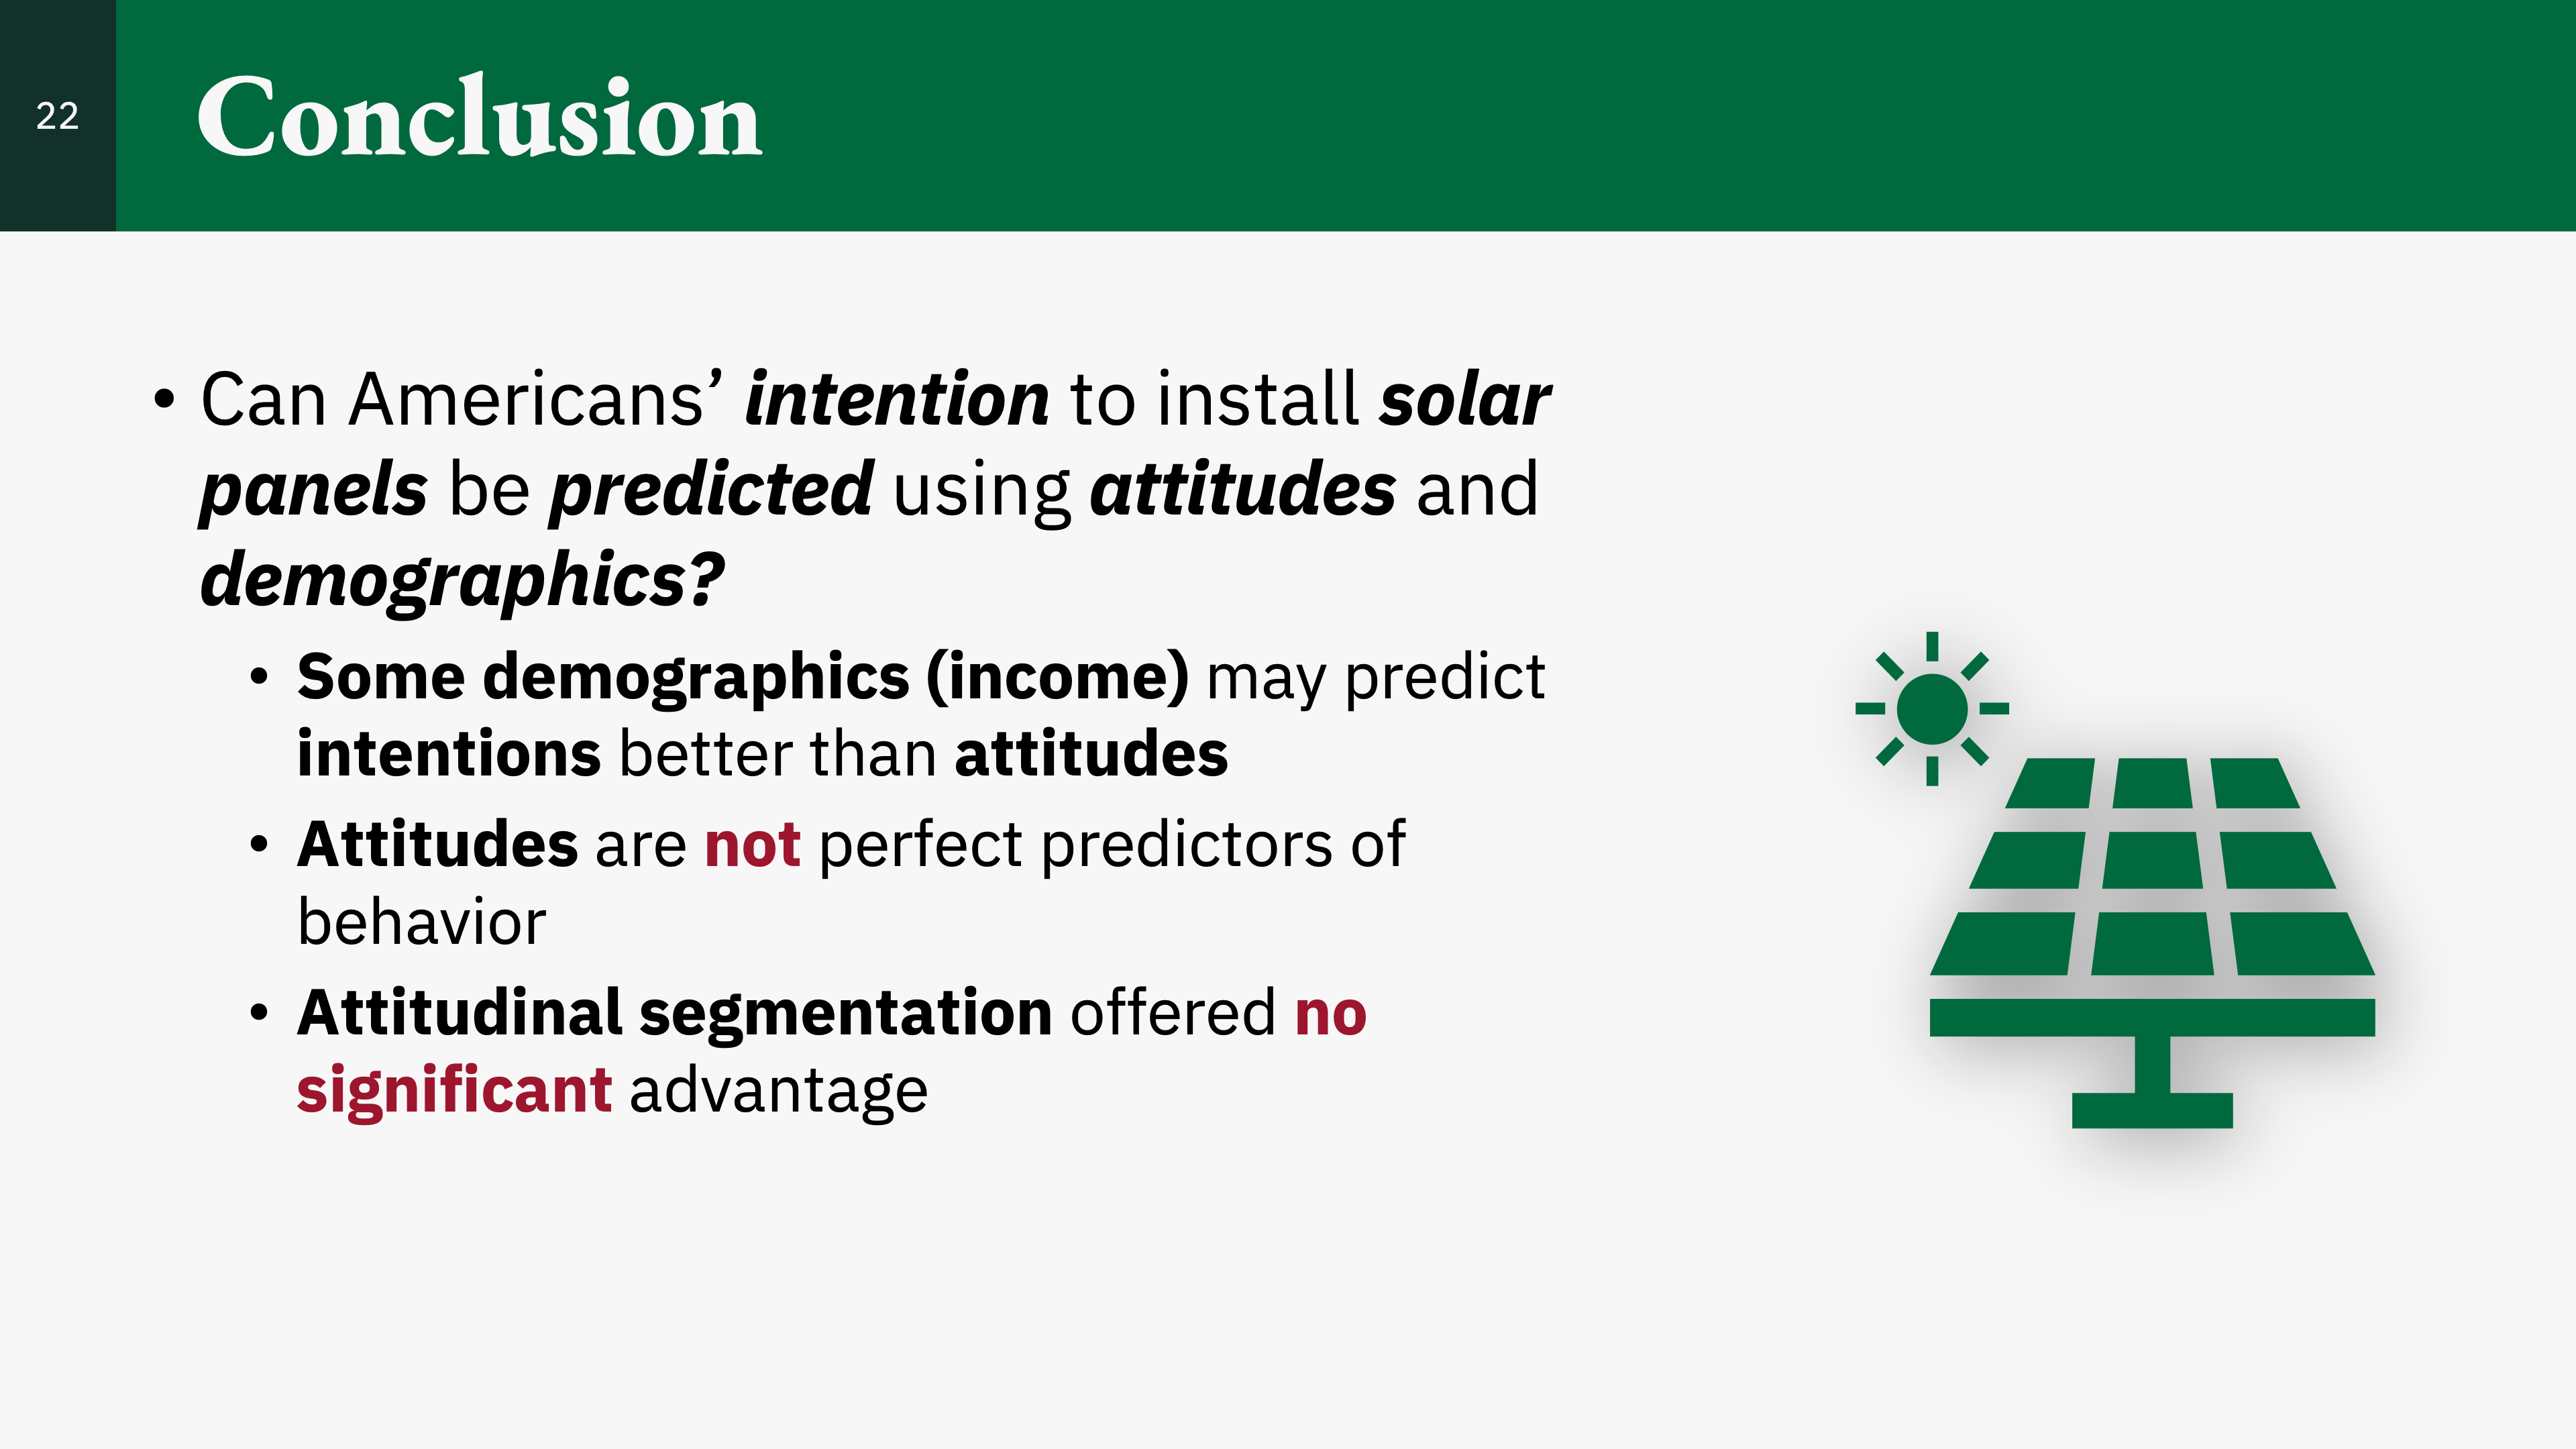 22
Conclusion
• Can Americans’ intention to install solar
panels be predicted using attitudes and
demographics?
• Some demographics (income) may predict
intentions better than attitudes
• Attitudes are not perfect predictors of
behavior
• Attitudinal segmentation offered no
significant advantage